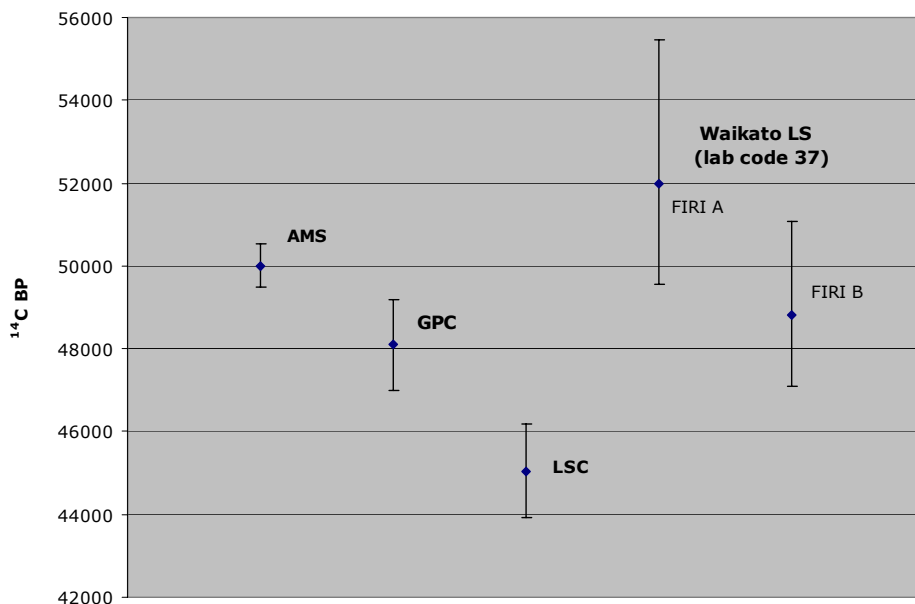 56000
54000
52000
50000
48000
46000
44000
42000
¹⁴C BP
AMS
GPC
LSC
Waikato LS
(lab code 37)
FIRI A
FIRI B